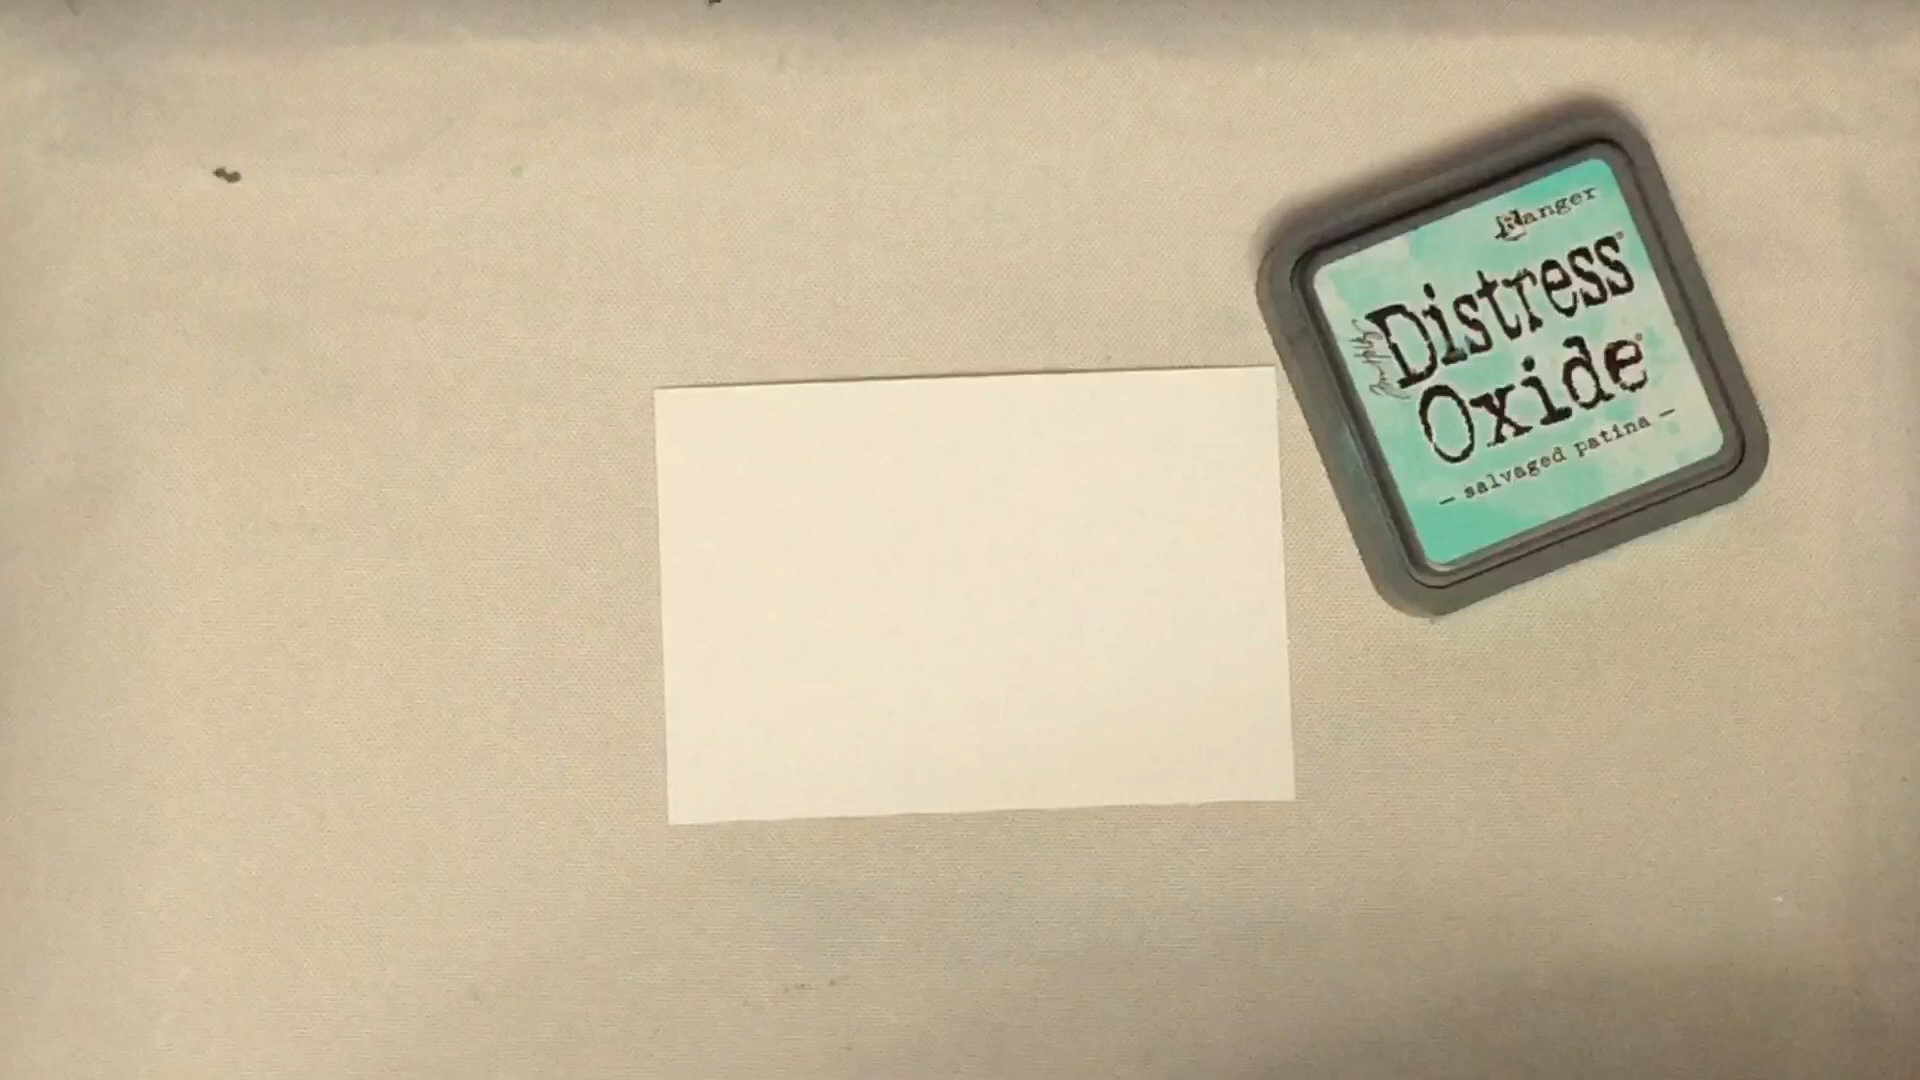 Ranger
Distress
Oxide
— salvaged patina —